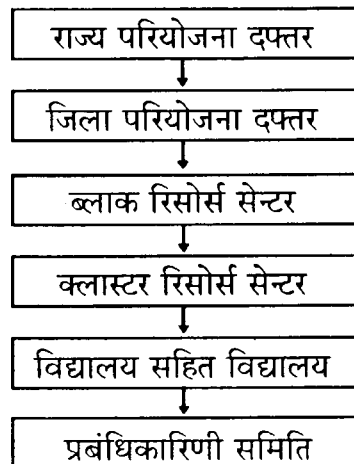 राज्य परियोजना दफ्तर
जिला परियोजना दफ्तर
ब्लाक रिसोर्स सेन्टर
क्लास्टर रिसोर्स सेन्टर
विद्यालय सहित विद्यालय
प्रबंधिकारिणी समिति